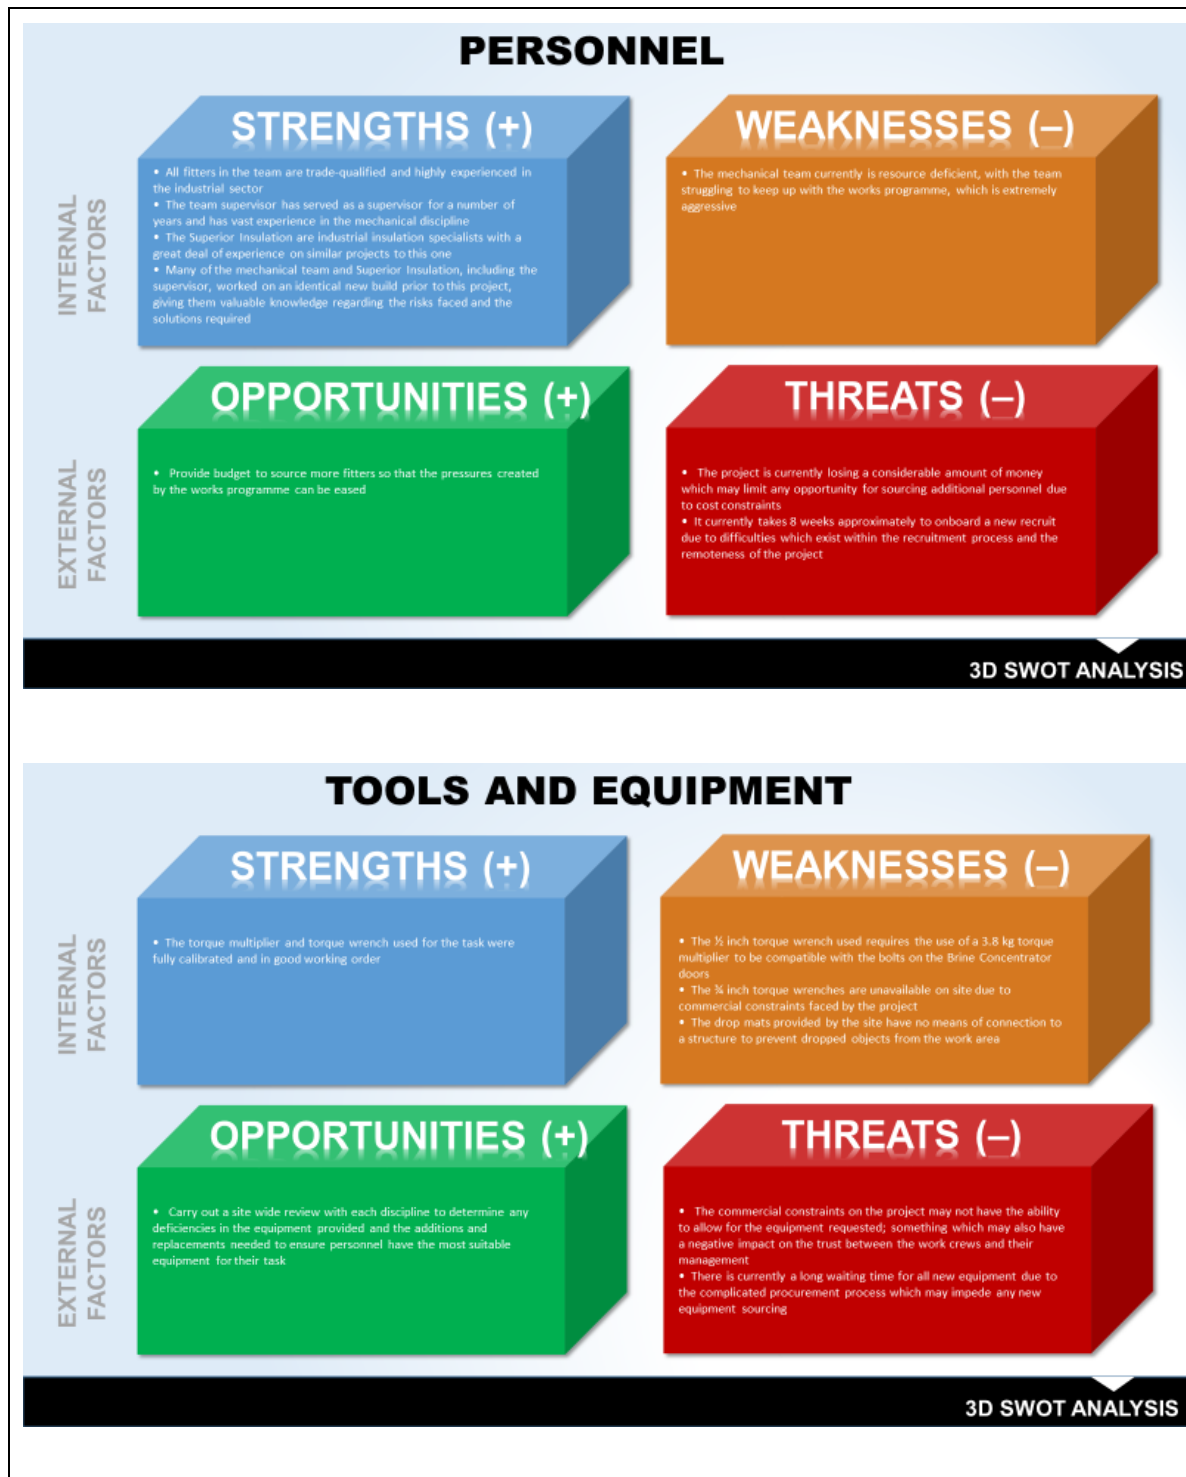 PERSONNEL
STRENGTHS (+)
• All fitters in the team are trade-qualified and highly experienced in
the industrial sector
• The team supervisor has served as a supervisor for a number of
years and has vast experience in the mechanical discipline
• The Superior Insulation are industrial insulation specialists with a
great deal of experience on similar projects to this one
• Many of the mechanical team and Superior Insulation, including the
supervisor, worked on an identical new build prior to this project,
giving them valuable knowledge regarding the risks faced and the
solutions required
WEAKNESSES (–)
• The mechanical team currently is resource deficient, with the team
struggling to keep up with the works programme, which is extremely
aggressive
INTERNAL
FACTORS
OPPORTUNITIES (+)
• Provide budget to source more fitters so that the pressures created
by the works programme can be eased
THREATS (–)
• The project is currently losing a considerable amount of money
which may limit any opportunity for sourcing additional personnel due
to cost constraints
• It currently takes 8 weeks approximately to onboard a new recruit
due to difficulties which exist within the recruitment process and the
remoteness of the project
EXTERNAL
FACTORS
3D SWOT ANALYSIS
TOOLS AND EQUIPMENT
STRENGTHS (+)
• The torque multiplier and torque wrench used for the task were
fully calibrated and in good working order
WEAKNESSES (–)
• The ½ inch torque wrench used requires the use of a 3.8 kg torque
multiplier to be compatible with the bolts on the Brine Concentrator
doors
• The ¾ inch torque wrenches are unavailable on site due to
commercial constraints faced by the project
• The drop mats provided by the site have no means of connection to
a structure to prevent dropped objects from the work area
INTERNAL
FACTORS
OPPORTUNITIES (+)
• Carry out a site wide review with each discipline to determine any
deficiencies in the equipment provided and the additions and
replacements needed to ensure personnel have the most suitable
equipment for their task
THREATS (–)
• The commercial constraints on the project may not have the ability
to allow for the equipment requested; something which may also have
a negative impact on the trust between the work crews and their
management
• There is currently a long waiting time for all new equipment due to
the complicated procurement process which may impede any new
equipment sourcing
EXTERNAL
FACTORS
3D SWOT ANALYSIS